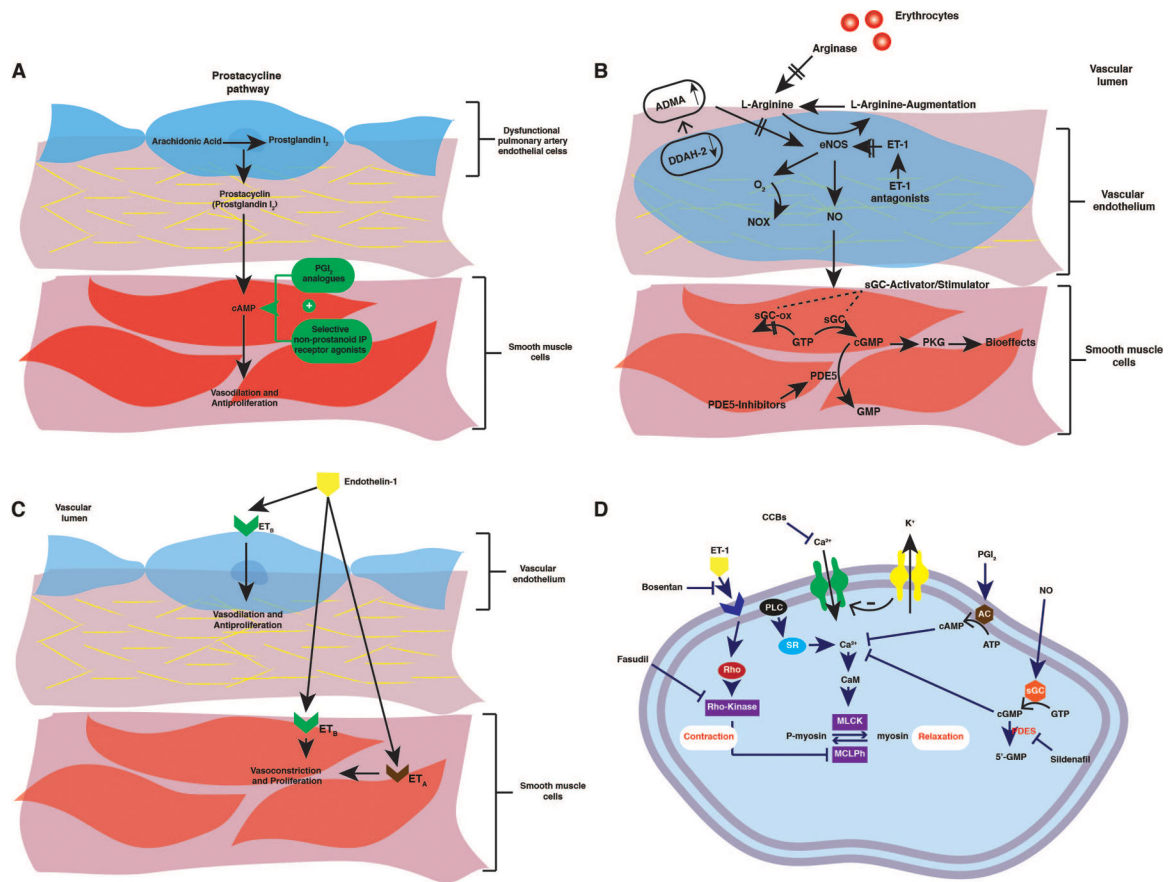 A
Prostacycline
pathway
Arachidonic Acid
Prostglandin I2
Dysfunctional
pulmonary artery
endothelial celss
Prostacyclin
(Prostglandin I2)
PGI2
analogues
cAMP
+
Selective
non-prostanoid IP
receptor agonists
Smooth muscle
cells
Vasodilation and
Antiproliferation
B
Erythrocytes
Arginase
Vascular
lumen
ADMA
L-Arginine
L-Arginine-Augmentation
DDAH-2
eNOS
ET-1
O2
ET-1
antagonists
NOX
NO
Vascular
endothelium
sGC-Activator/Stimulator
sGC-ox
sGC
GTP
cGMP
PKG
Bioeffects
Smooth muscle
cells
PDE5
PDE5-Inhibitors
GMP
C
Endothelin-1
Vascular
lumen
ETB
Vascular
endothelium
Vasodilation and
Antiproliferation
ETB
Vasoconstriction
and Proliferation
ETA
Smooth muscle
cells
D
CCBs
Ca2+
K+
ET-1
PGI2
Bosentan
NO
PLC
–
AC
cAMP
ATP
SR
Ca2+
Fasudil
Rho
CaM
sGC
Rho-Kinase
cGMP
GTP
MLCK
Contraction
P-myosin
myosin
Relaxation
PDES
MCLPh
5'-GMP
Sildenafil